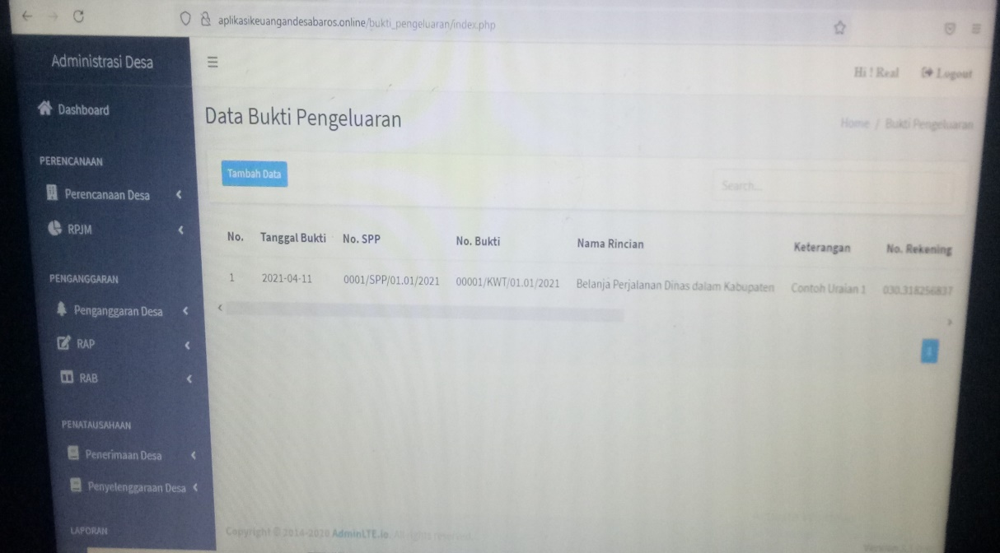 aplikasikeuangandesabaros.online/bukti_pengeluaran/index.php
Administrasi Desa
Hi ! Real Logout
Dashboard
Data Bukti Pengeluaran
Home / Bukti Pengeluaran
PERENCANAAN
Perencanaan Desa
RPJM
PENGANGGARAN
Penganggaran Desa
RAP
RAB
PENATAUSAHAAN
Penerimaan Desa
Penyelenggaraan Desa
LAPORAN
Tambah Data
Search...
No. Tanggal Bukti No. SPP No. Bukti Nama Rincian Keterangan No. Rekening
1 2021-04-11 0001/SPP/01.01/2021 00001/KWT/01.01/2021 Belanja Perjalanan Dinas dalam Kabupaten Contoh Uraian 1 030.318256837
1
Copyright © 2014-2020 AdminLTE.io. All rights reserved.
Version